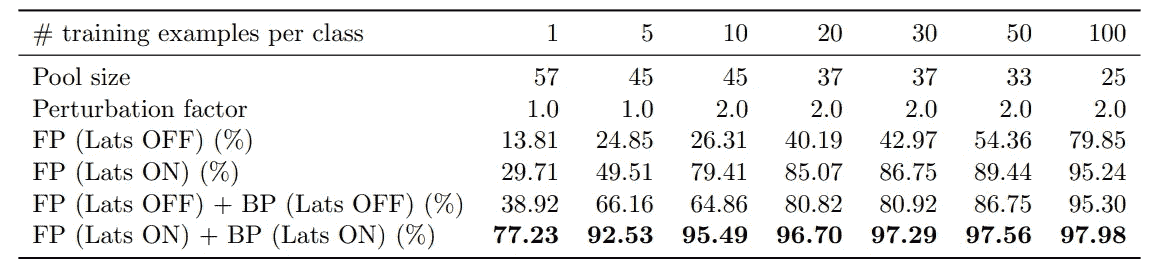 # training examples per class 1 5 10 20 30 50 100
Pool size 57 45 45 37 37 33 25
Perturbation factor 1.0 1.0 2.0 2.0 2.0 2.0 2.0
FP (Lats OFF) (%) 13.81 24.85 26.31 40.19 42.97 54.36 79.85
FP (Lats ON) (%) 29.71 49.51 79.41 85.07 86.75 89.44 95.24
FP (Lats OFF) + BP (Lats OFF) (%) 38.92 66.16 64.86 80.82 80.92 86.75 95.30
FP (Lats ON) + BP (Lats ON) (%) 77.23 92.53 95.49 96.70 97.29 97.56 97.98